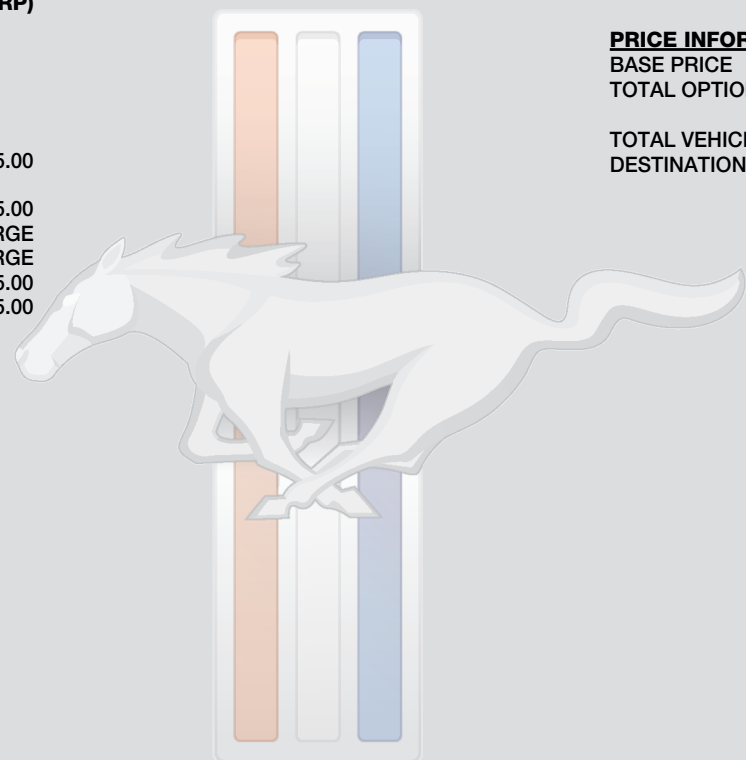 RP)
5.00
5.00
RGE
RGE
5.00
5.00
PRICE INFOR
BASE PRICE
TOTAL OPTIO
TOTAL VEHICL
DESTINATION